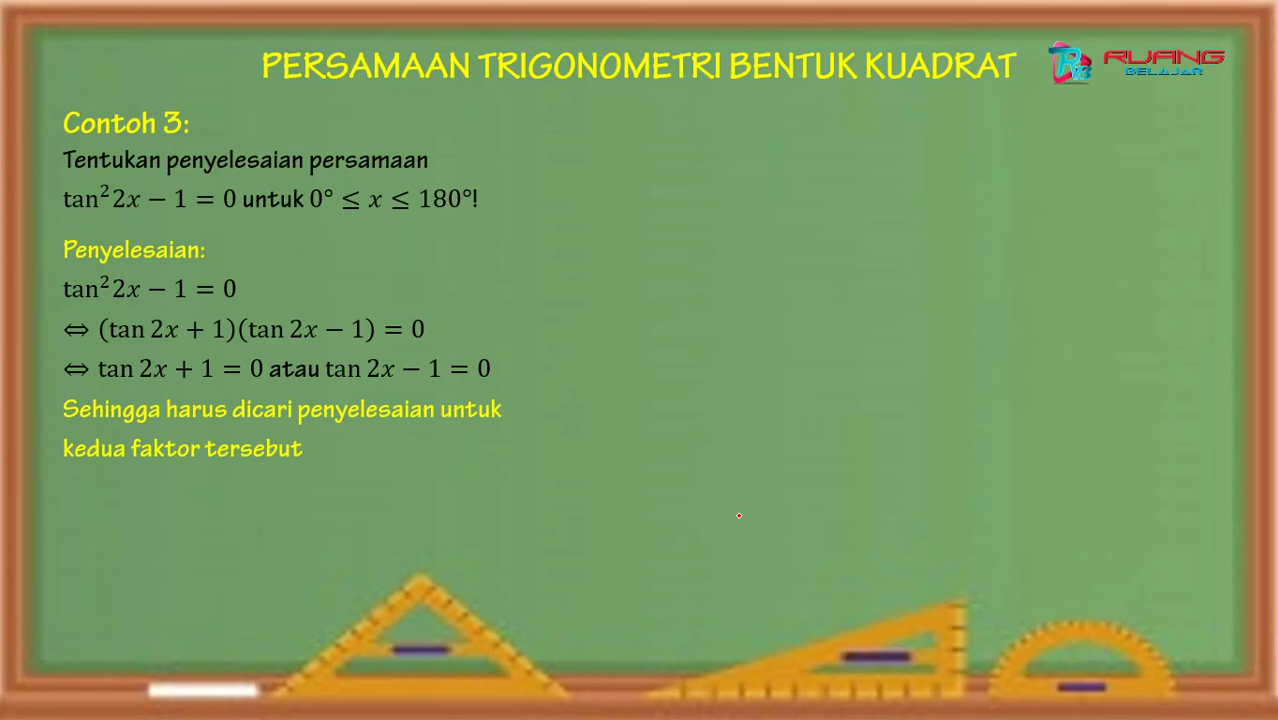 PERSAMAAN TRIGONOMETRI BENTUK KUADRAT
RUANG
BELAJAR
Contoh 3:
Tentukan penyelesaian persamaan
tan²2x − 1 = 0 untuk 0° ≤ x ≤ 180°!
Penyelesaian:
tan²2x − 1 = 0
⇔ (tan 2x + 1)(tan 2x − 1) = 0
⇔ tan 2x + 1 = 0 atau tan 2x − 1 = 0
Sehingga harus dicari penyelesaian untuk
kedua faktor tersebut